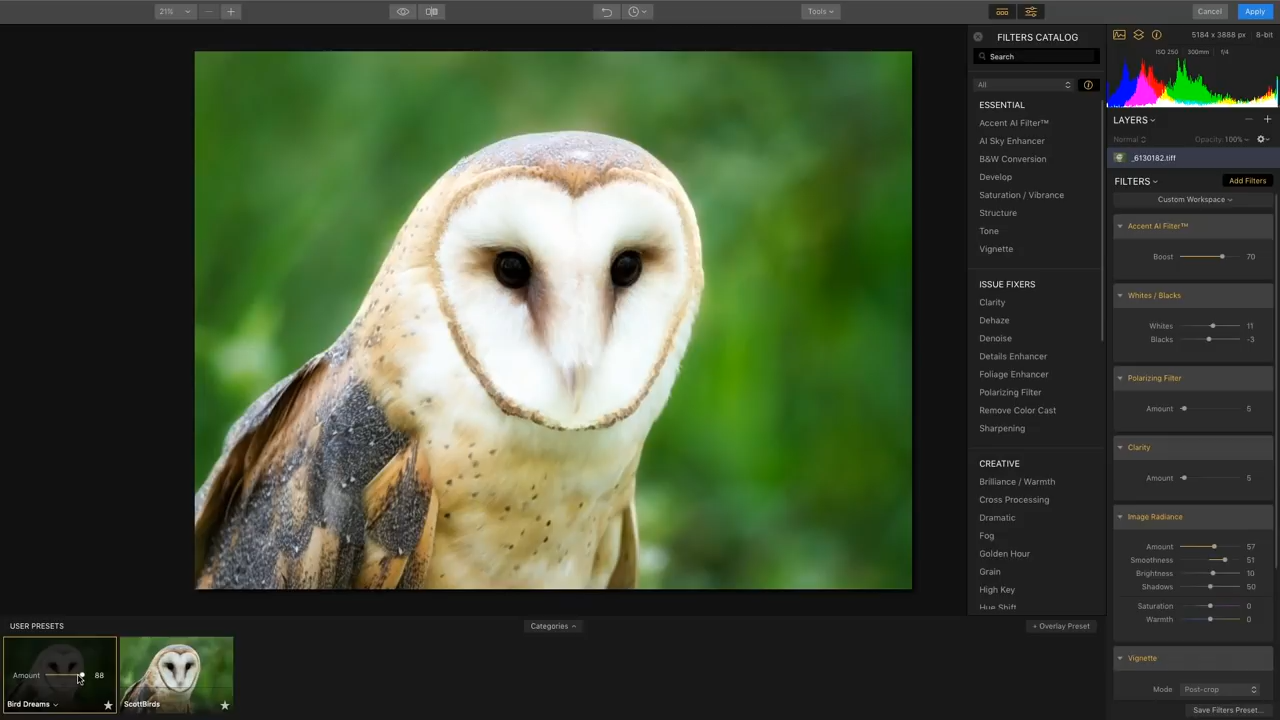 21%
Tools
Cancel
Apply
FILTERS CATALOG
Search
All
ESSENTIAL
Accent AI Filter™
AI Sky Enhancer
B&W Conversion
Develop
Saturation / Vibrance
Structure
Tone
Vignette
ISSUE FIXERS
Clarity
Dehaze
Denoise
Details Enhancer
Foliage Enhancer
Polarizing Filter
Remove Color Cast
Sharpening
CREATIVE
Brilliance / Warmth
Cross Processing
Dramatic
Fog
Golden Hour
Grain
High Key
Hue Shift
5184 x 3888 px 8-bit
ISO 250 300mm f/4
LAYERS
Normal Opacity: 100%
_6130182.tiff
FILTERS Add Filters
Custom Workspace
Accent AI Filter™
Boost 70
Whites / Blacks
Whites 11
Blacks -3
Polarizing Filter
Amount 5
Clarity
Amount 5
Image Radiance
Amount 57
Smoothness 51
Brightness 10
Shadows 50
Saturation 0
Warmth 0
Vignette
Mode Post-crop
Save Filters Preset...
USER PRESETS
Categories
+ Overlay Preset
Amount 88
Bird Dreams
ScottBirds